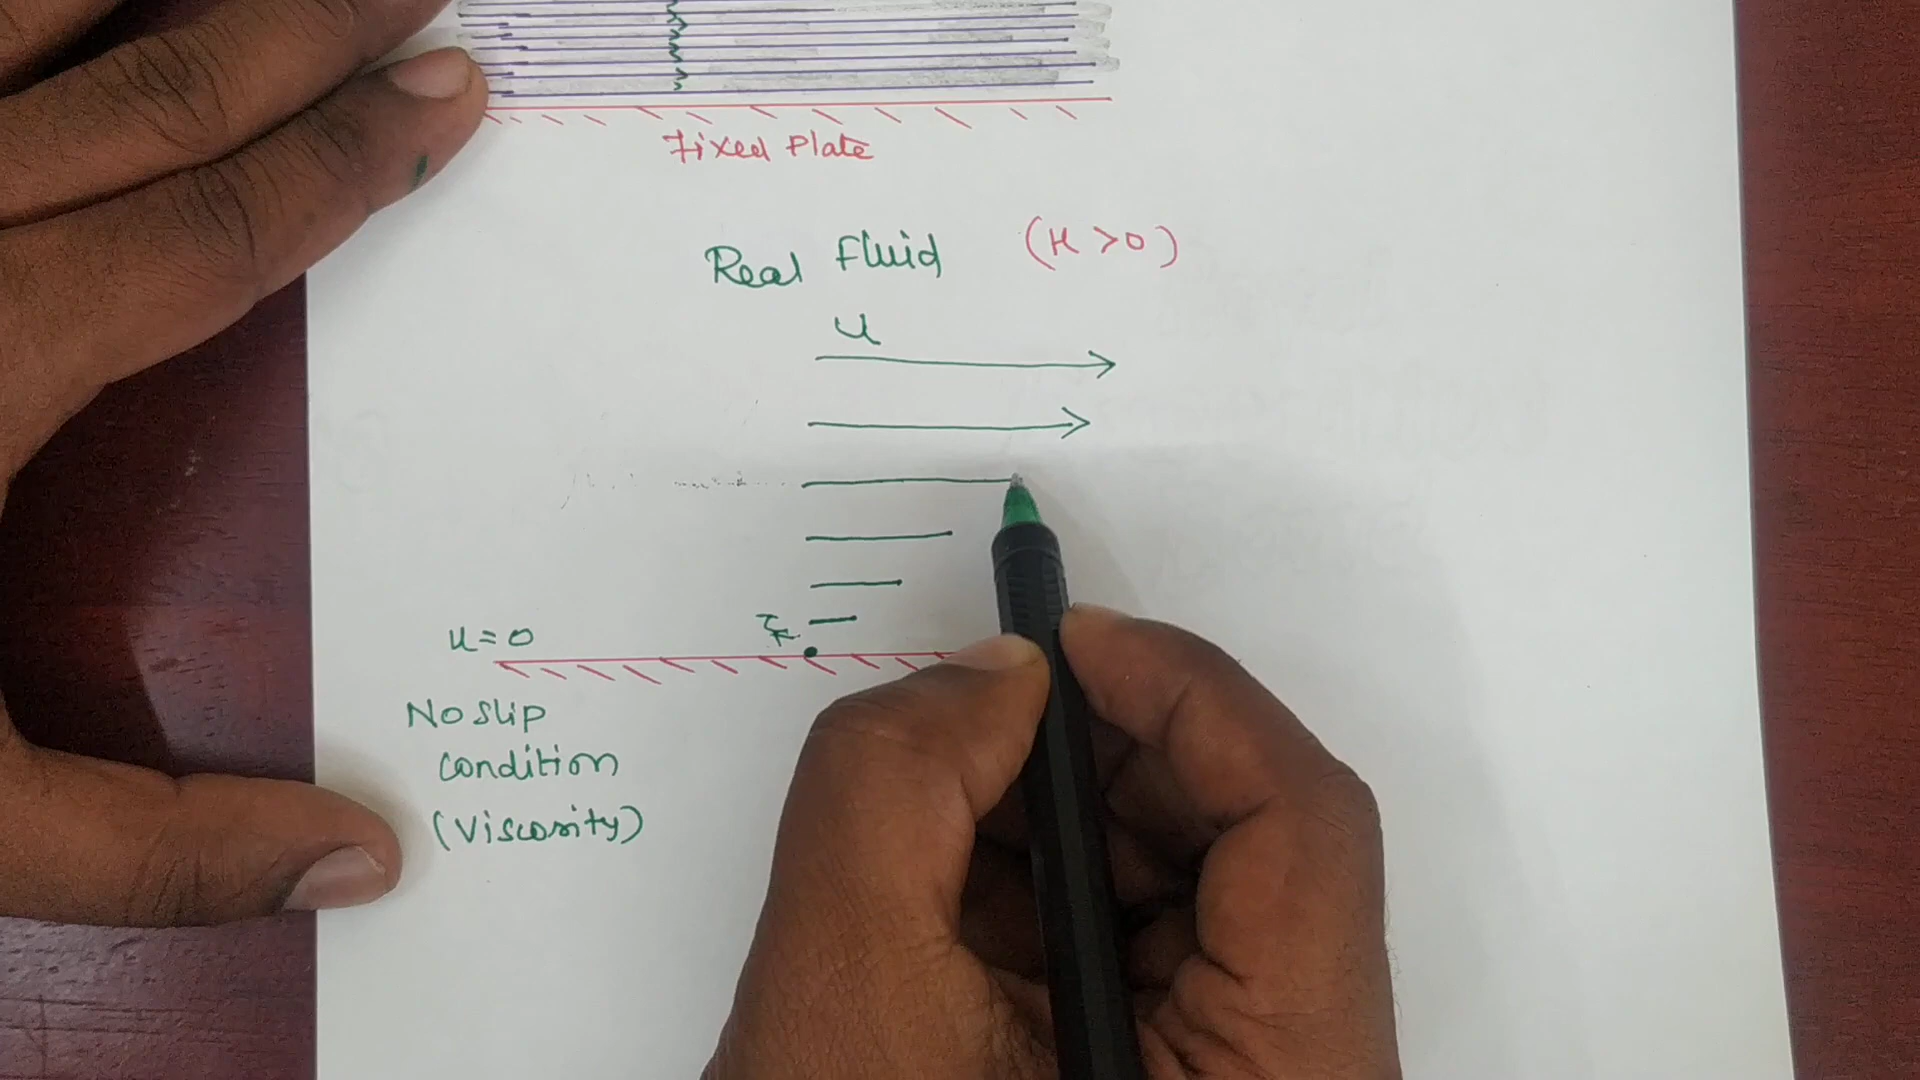 Fixed Plate
Real Fluid (μ >0)
u
τ
u=0
No slip
condition
(Viscosity)